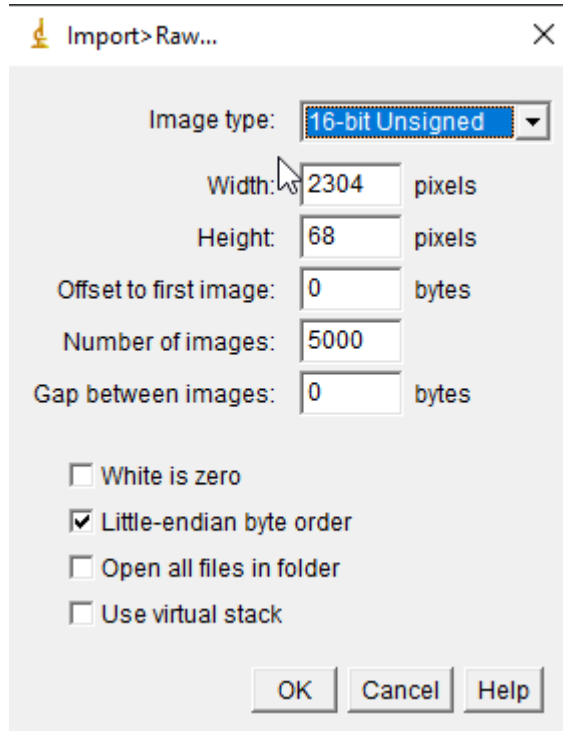 Import>Raw...
Image type: 16-bit Unsigned
Width: 2304 pixels
Height: 68 pixels
Offset to first image: 0 bytes
Number of images: 5000
Gap between images: 0 bytes
White is zero
Little-endian byte order
Open all files in folder
Use virtual stack
OK Cancel Help